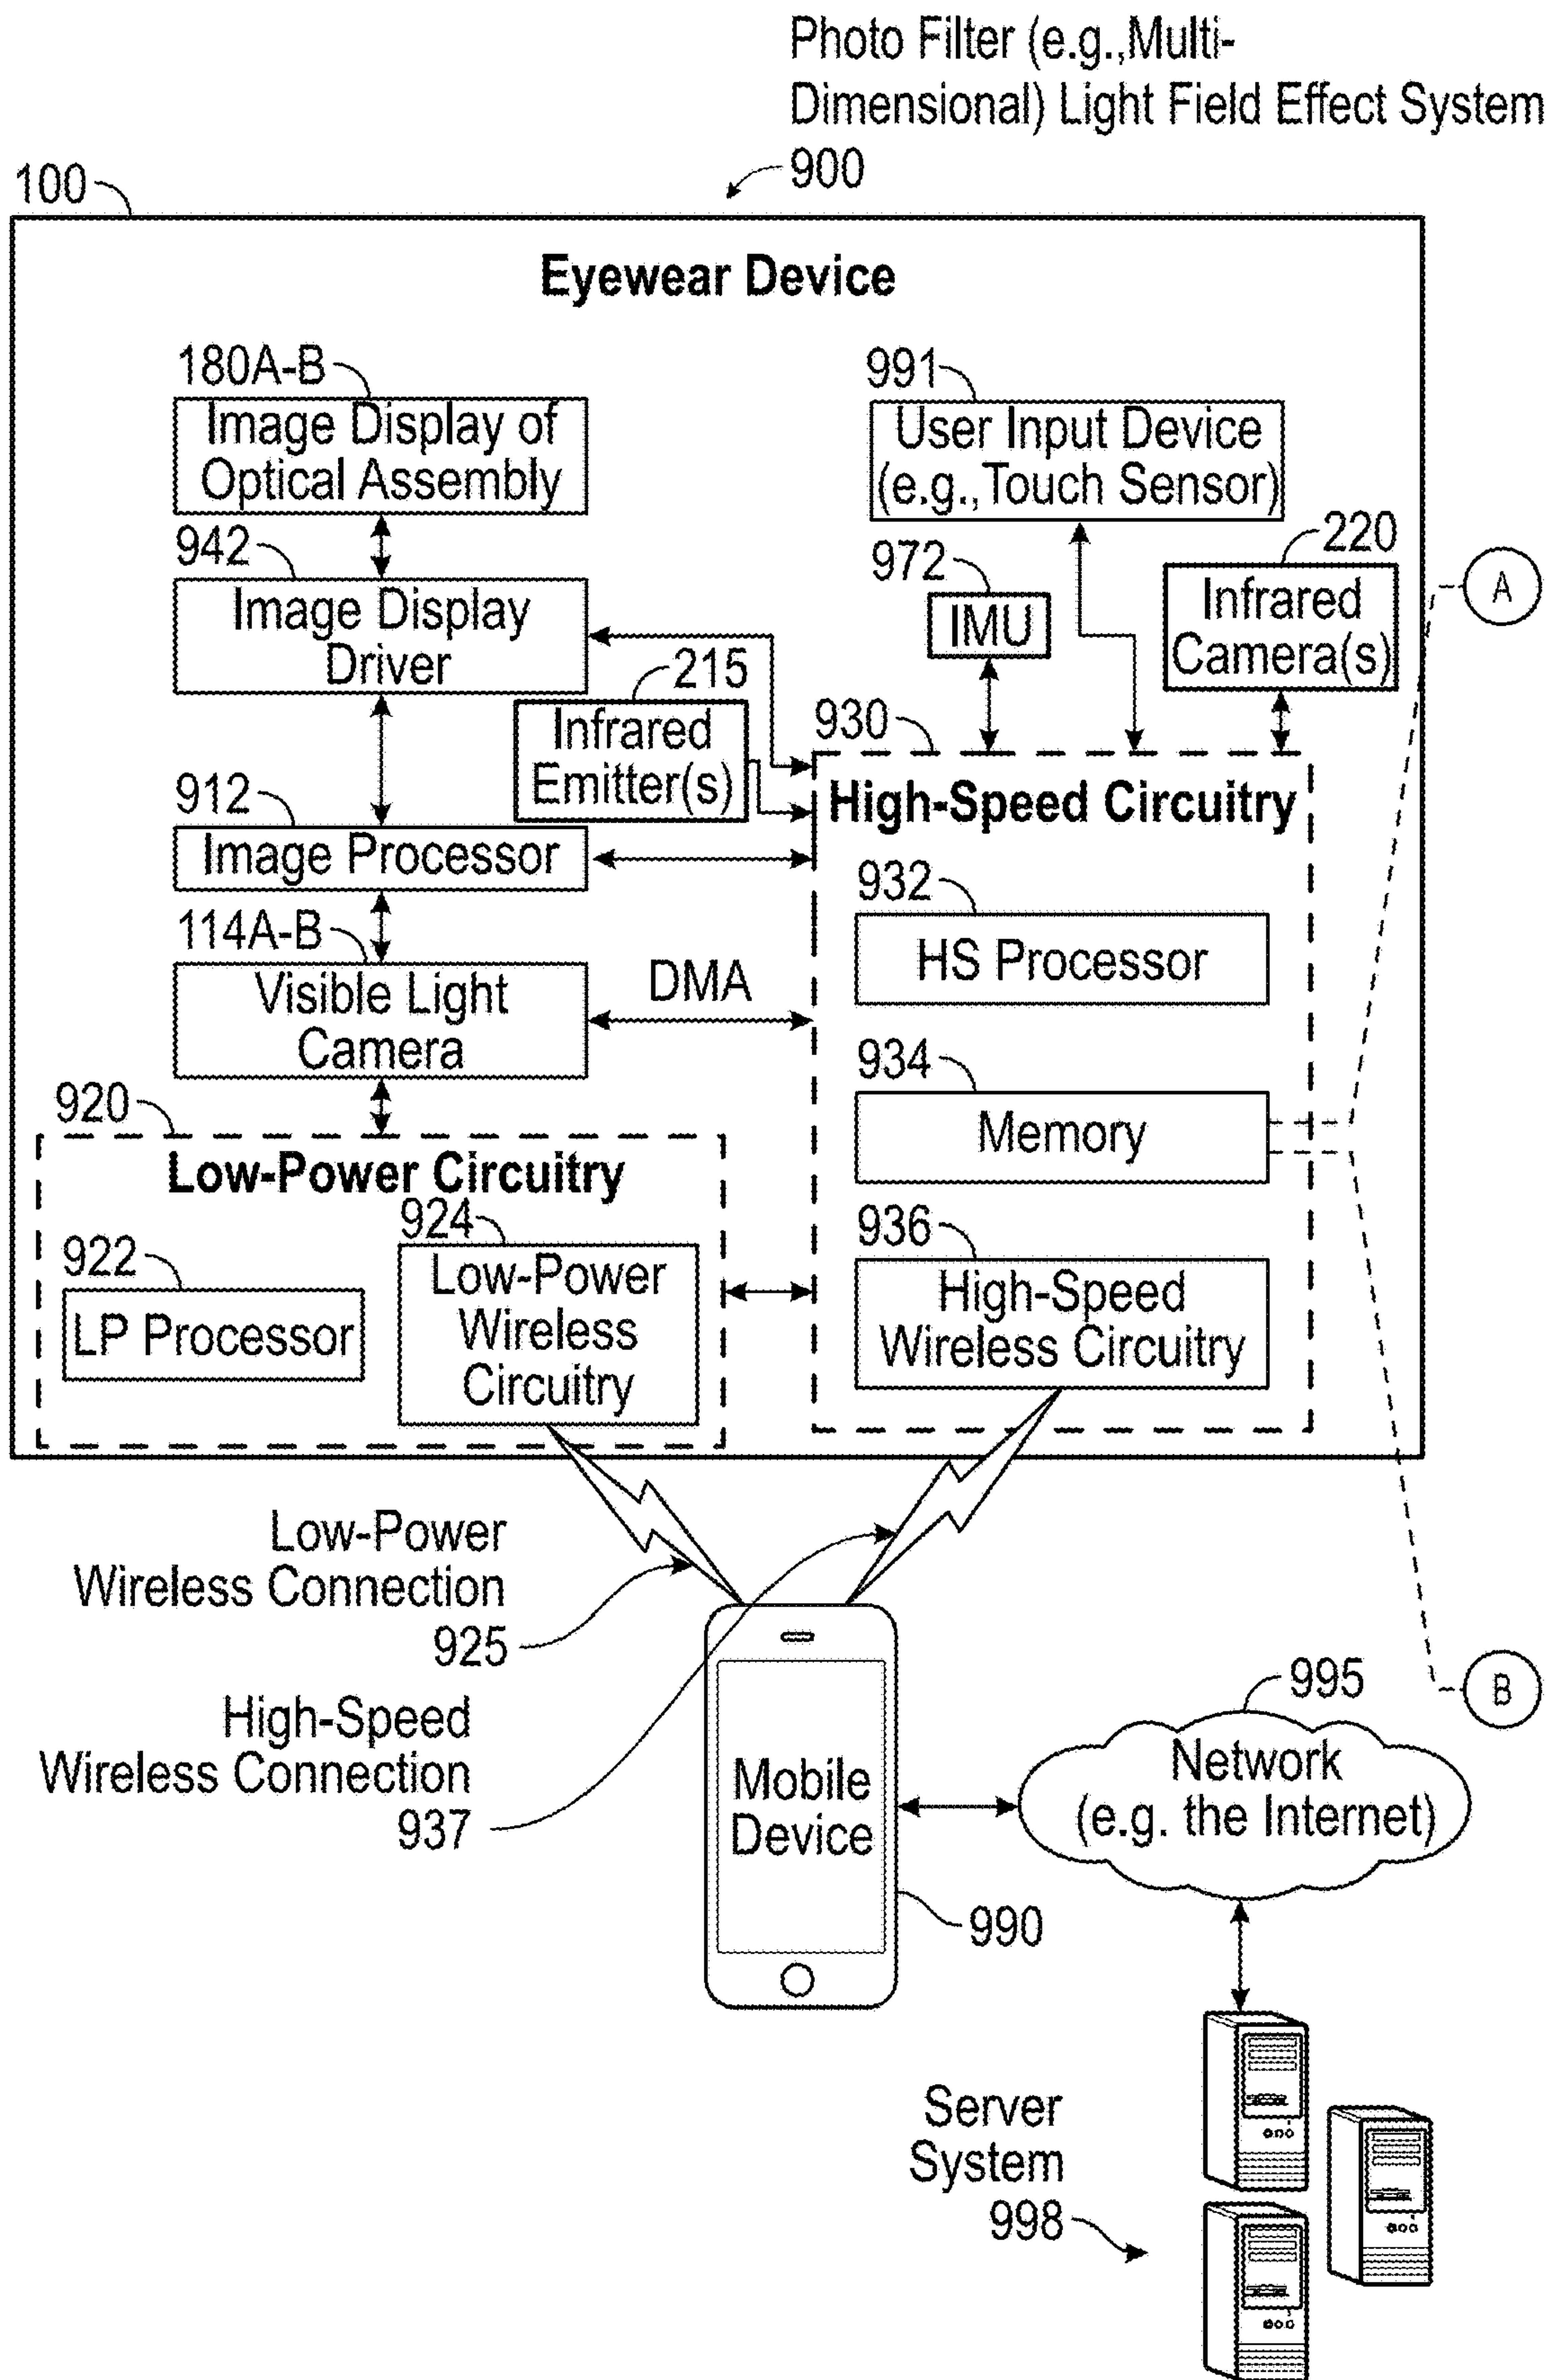 Photo Filter (e.g.,Multi-
Dimensional) Light Field Effect System
900
100
Eyewear Device
180A-B
Image Display of
Optical Assembly
991
User Input Device
(e.g.,Touch Sensor)
942
Image Display
Driver
972
IMU
220
Infrared
Camera(s)
A
215
Infrared
Emitter(s)
930
High-Speed Circuitry
912
Image Processor
932
HS Processor
114A-B
Visible Light
Camera
DMA
934
Memory
920
Low-Power Circuitry
922
LP Processor
924
Low-Power
Wireless
Circuitry
936
High-Speed
Wireless Circuitry
Low-Power
Wireless Connection
925
High-Speed
Wireless Connection
937
Mobile
Device
990
995
Network
(e.g. the Internet)
B
Server
System
998